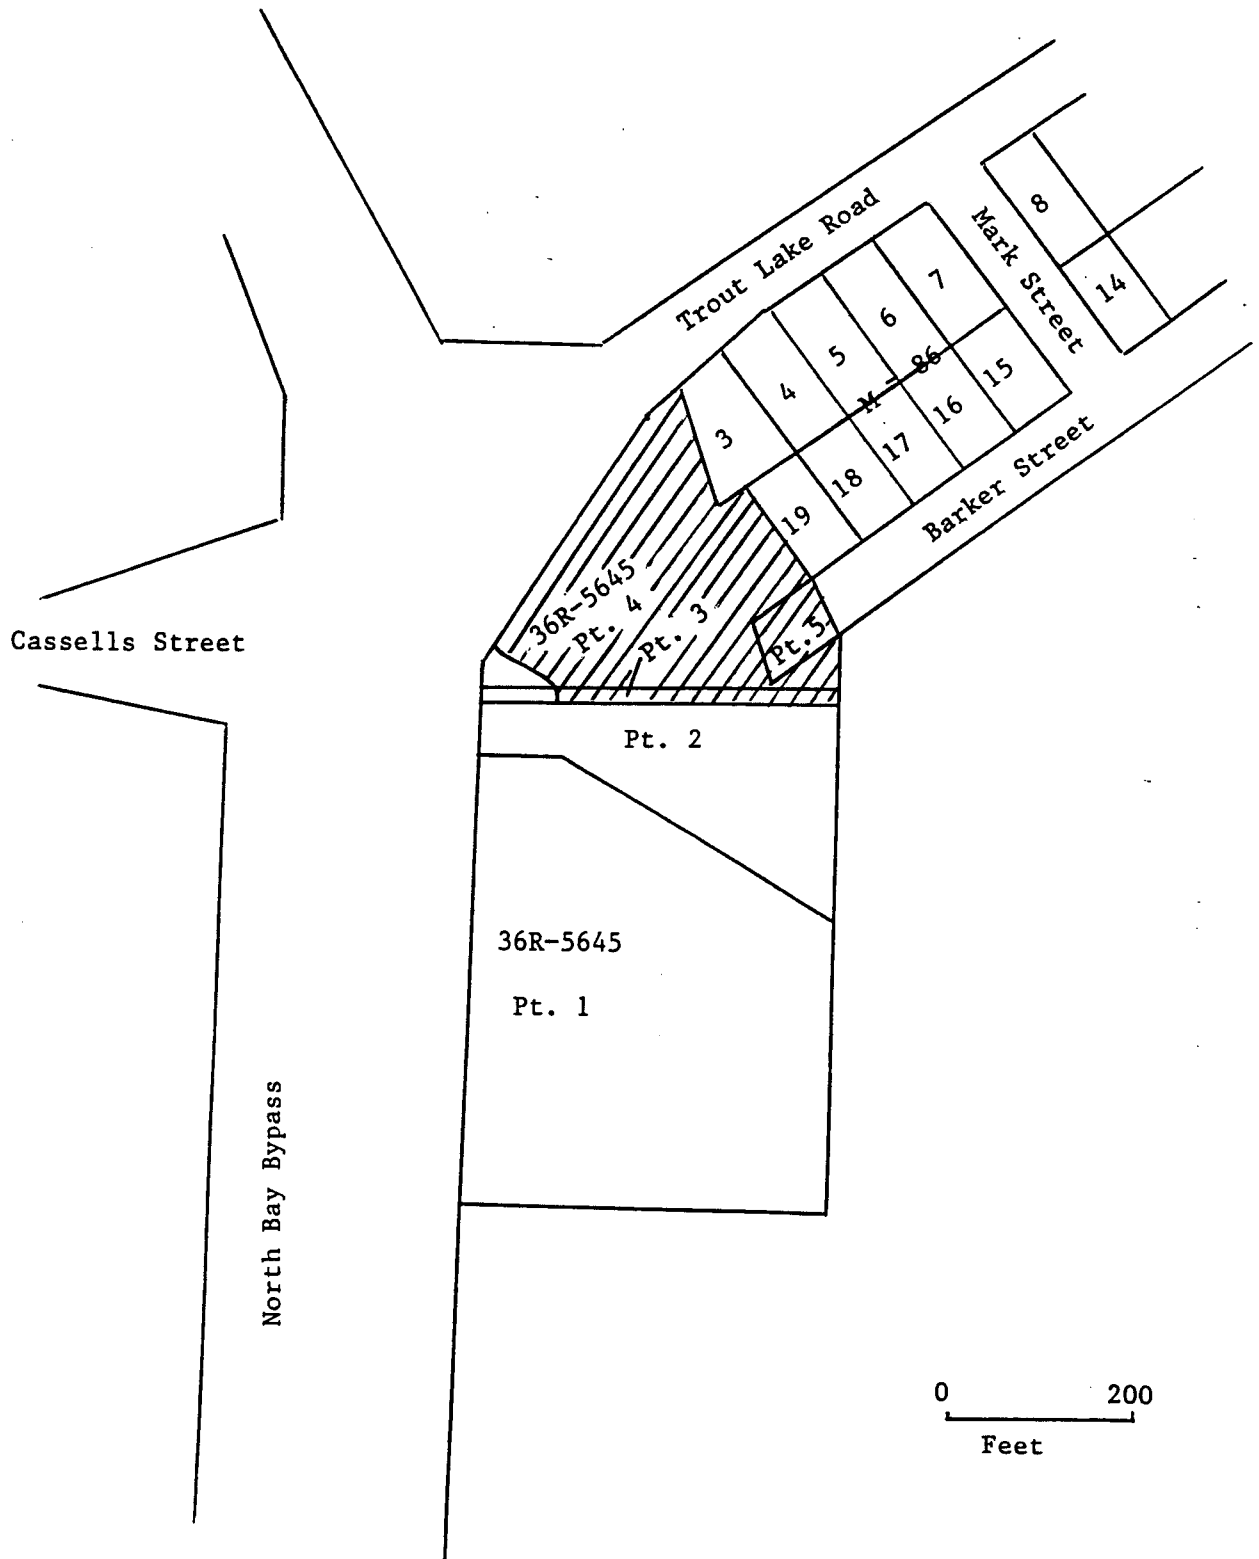 Trout Lake Road
Mark Street
8
14
7
6
5
4
3
M - 86
15
16
17
18
19
Barker Street
36R-5645
Pt. 4
Pt. 3
Pt.5
Cassells Street
Pt. 2
36R-5645
Pt. 1
North Bay Bypass
0 200
Feet